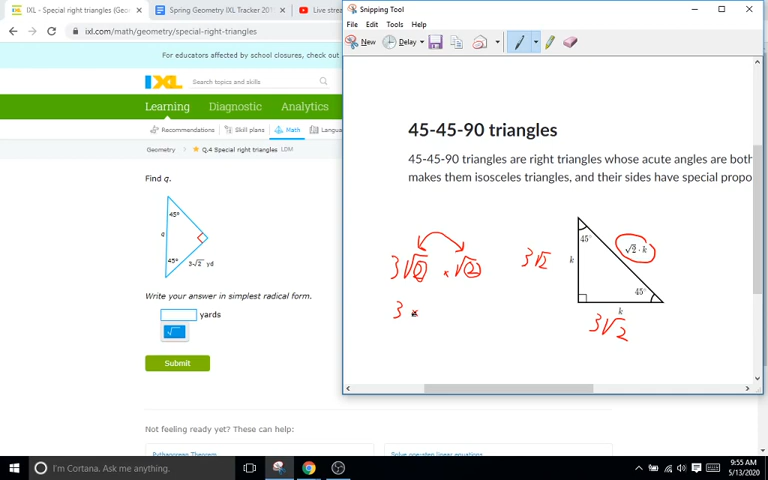 IXL - Special right triangles (Geo
Spring Geometry IXL Tracker 201
Live strea
ixl.com/math/geometry/special-right-triangles
For educators affected by school closures, check out
IXL
Search topics and skills
Learning
Diagnostic
Analytics
Recommendations
Skill plans
Math
Langua
Geometry
Q.4 Special right triangles
LDM
Find q.
45°
q
45°
3√2 yd
Write your answer in simplest radical form.
yards
√
Submit
Not feeling ready yet? These can help:
Pythagorean Theorem
Solve one-step linear equations
Snipping Tool
File Edit Tools Help
New
Delay
45-45-90 triangles
45-45-90 triangles are right triangles whose acute angles are both
makes them isosceles triangles, and their sides have special propo
3√2 × √2
3 ×
3√2
45°
k
√2 · k
45°
k
3√2
I'm Cortana. Ask me anything.
9:55 AM
5/13/2020